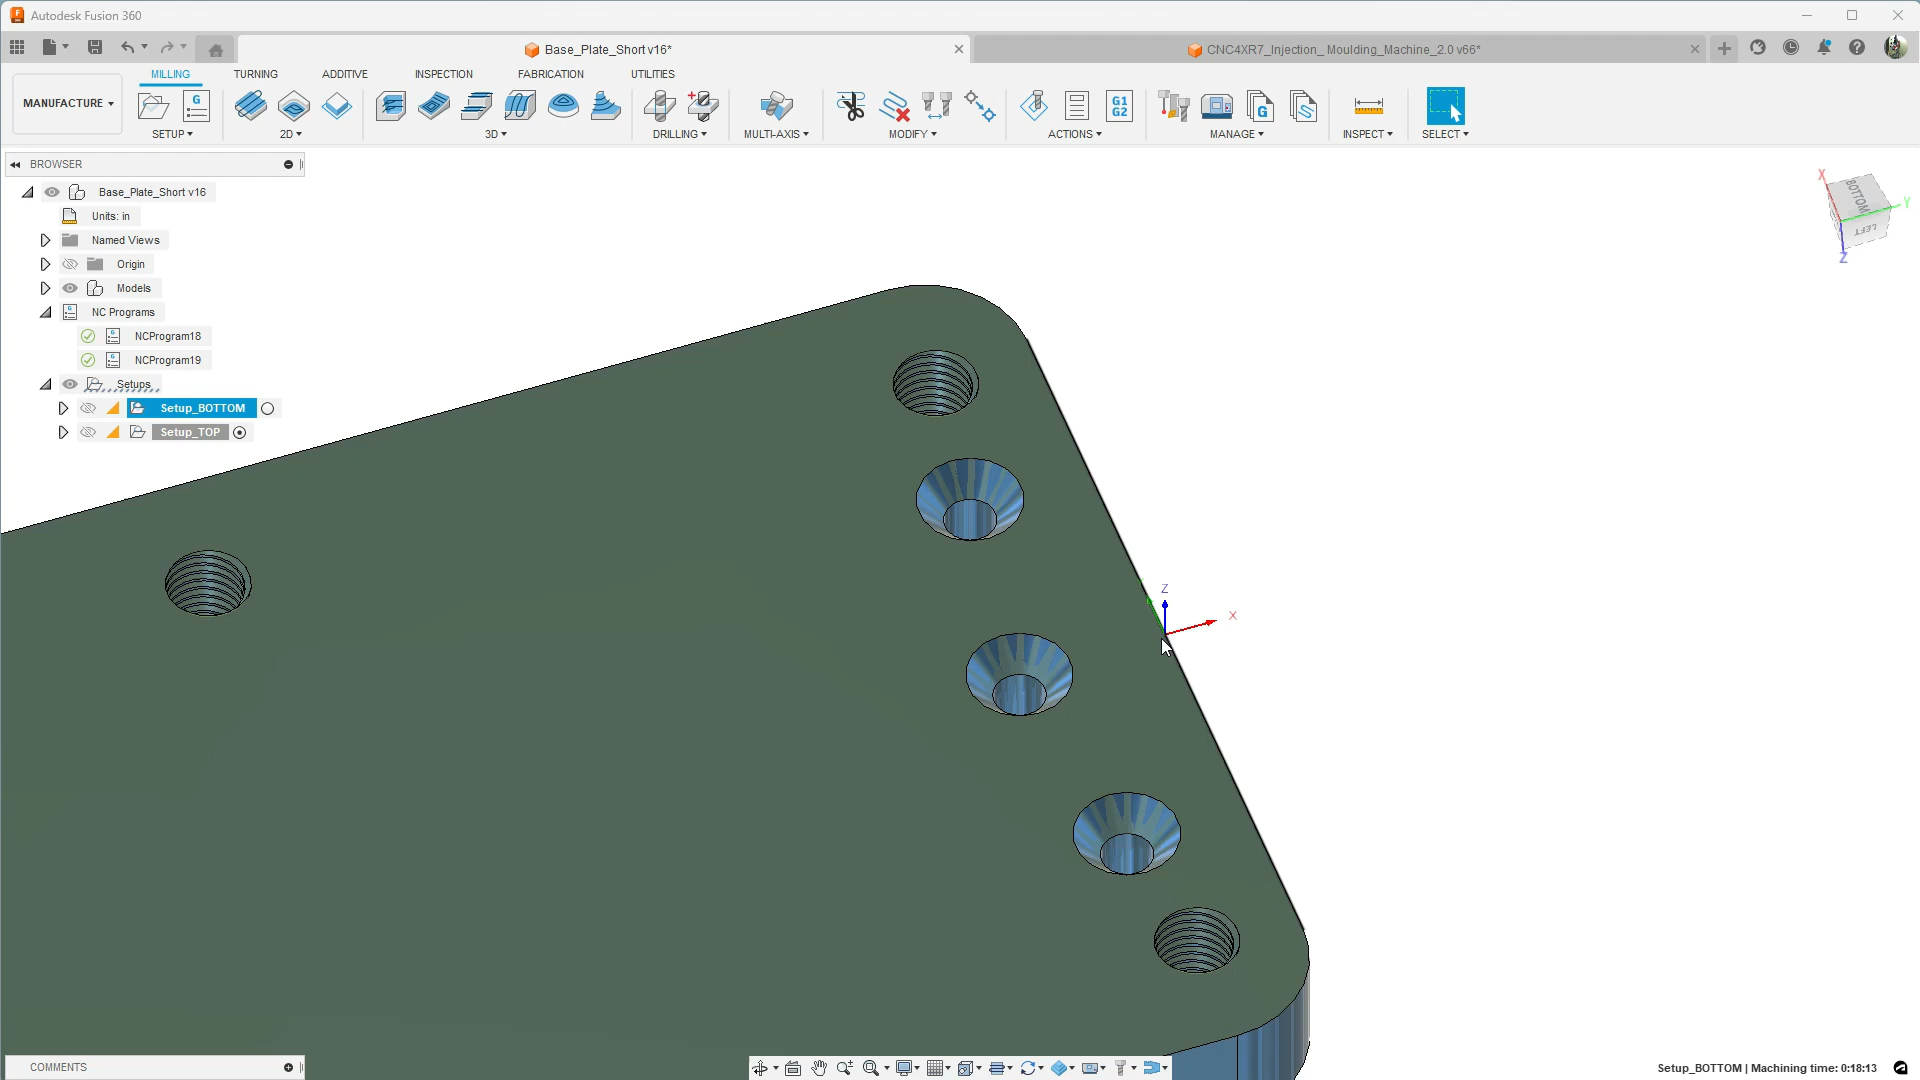 Autodesk Fusion 360
Base_Plate_Short v16*
CNC4XR7_Injection_ Moulding_Machine_2.0 v66*
MANUFACTURE
MILLING TURNING ADDITIVE INSPECTION FABRICATION UTILITIES
G G1 G2 G
SETUP 2D 3D DRILLING MULTI-AXIS MODIFY ACTIONS MANAGE INSPECT SELECT
BROWSER
Base_Plate_Short v16
Units: in
Named Views
Origin
Models
NC Programs
NCProgram18
NCProgram19
Setups
Setup_BOTTOM
Setup_TOP
X
BOTTOM
Y
LEFT
Z
Z
X
COMMENTS
Setup_BOTTOM | Machining time: 0:18:13